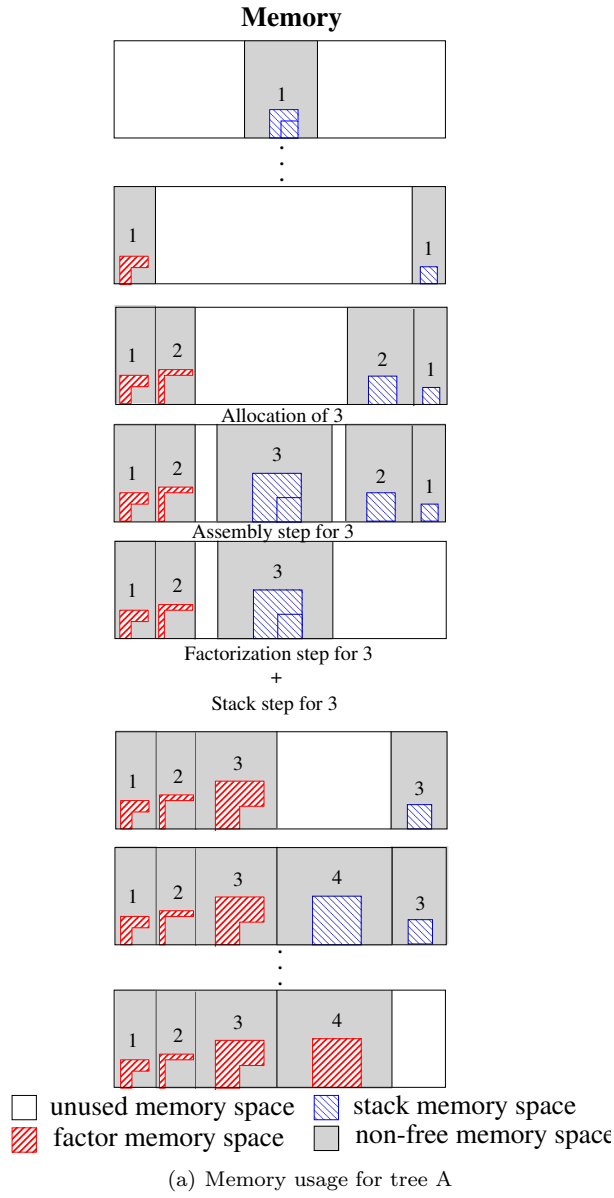 Memory
1
1 1
1 2 2 1
Allocation of 3
1 2 3 2 1
Assembly step for 3
1 2 3
Factorization step for 3
+
Stack step for 3
1 2 3 3
1 2 3 4 3
1 2 3 4
unused memory space stack memory space
factor memory space non-free memory space
(a) Memory usage for tree A